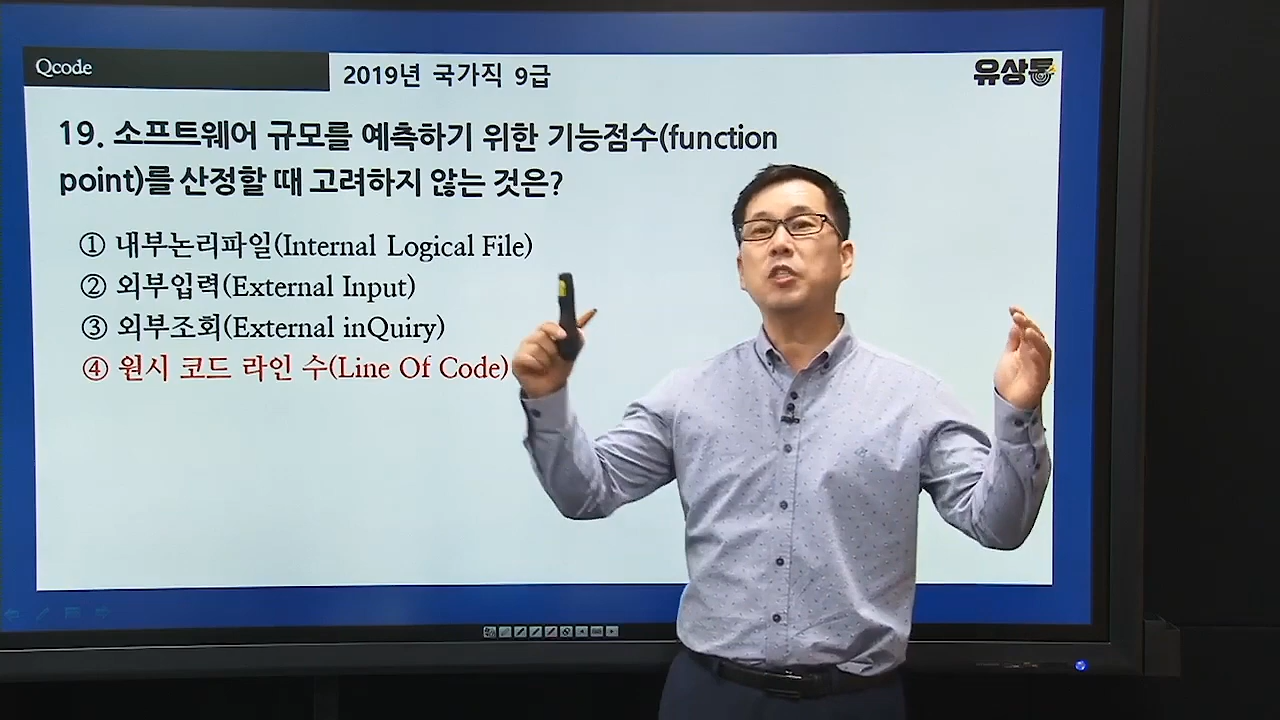 Qcode
2019년 국가직 9급
유상통
19. 소프트웨어 규모를 예측하기 위한 기능점수(function
point)를 산정할 때 고려하지 않는 것은?
① 내부논리파일(Internal Logical File)
② 외부입력(External Input)
③ 외부조회(External inQuiry)
④ 원시 코드 라인 수(Line Of Code)